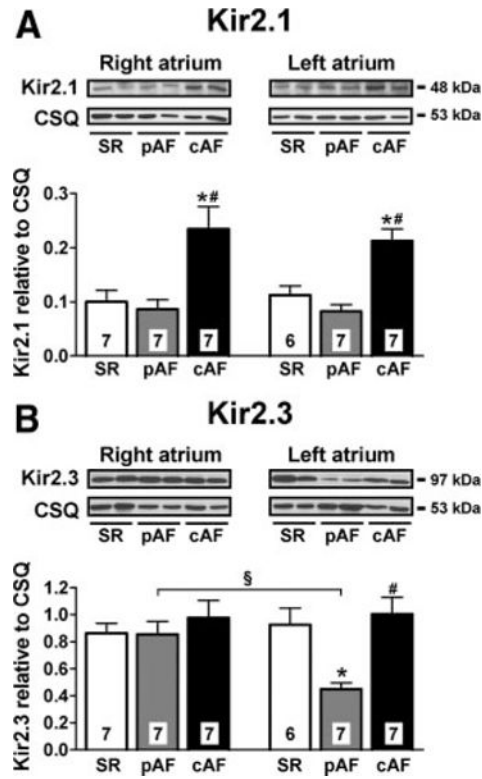 A Kir2.1
Right atrium Left atrium
Kir2.1 48 kDa
CSQ 53 kDa
SR pAF cAF SR pAF cAF
Kir2.1 relative to CSQ
0.3
0.2
0.1
0.0
*# *#
7 7 7 6 7 7
SR pAF cAF SR pAF cAF
B Kir2.3
Right atrium Left atrium
Kir2.3 97 kDa
CSQ 53 kDa
SR pAF cAF SR pAF cAF
Kir2.3 relative to CSQ
1.2
1.0
0.8
0.6
0.4
0.2
0.0
§
* #
7 7 7 6 7 7
SR pAF cAF SR pAF cAF